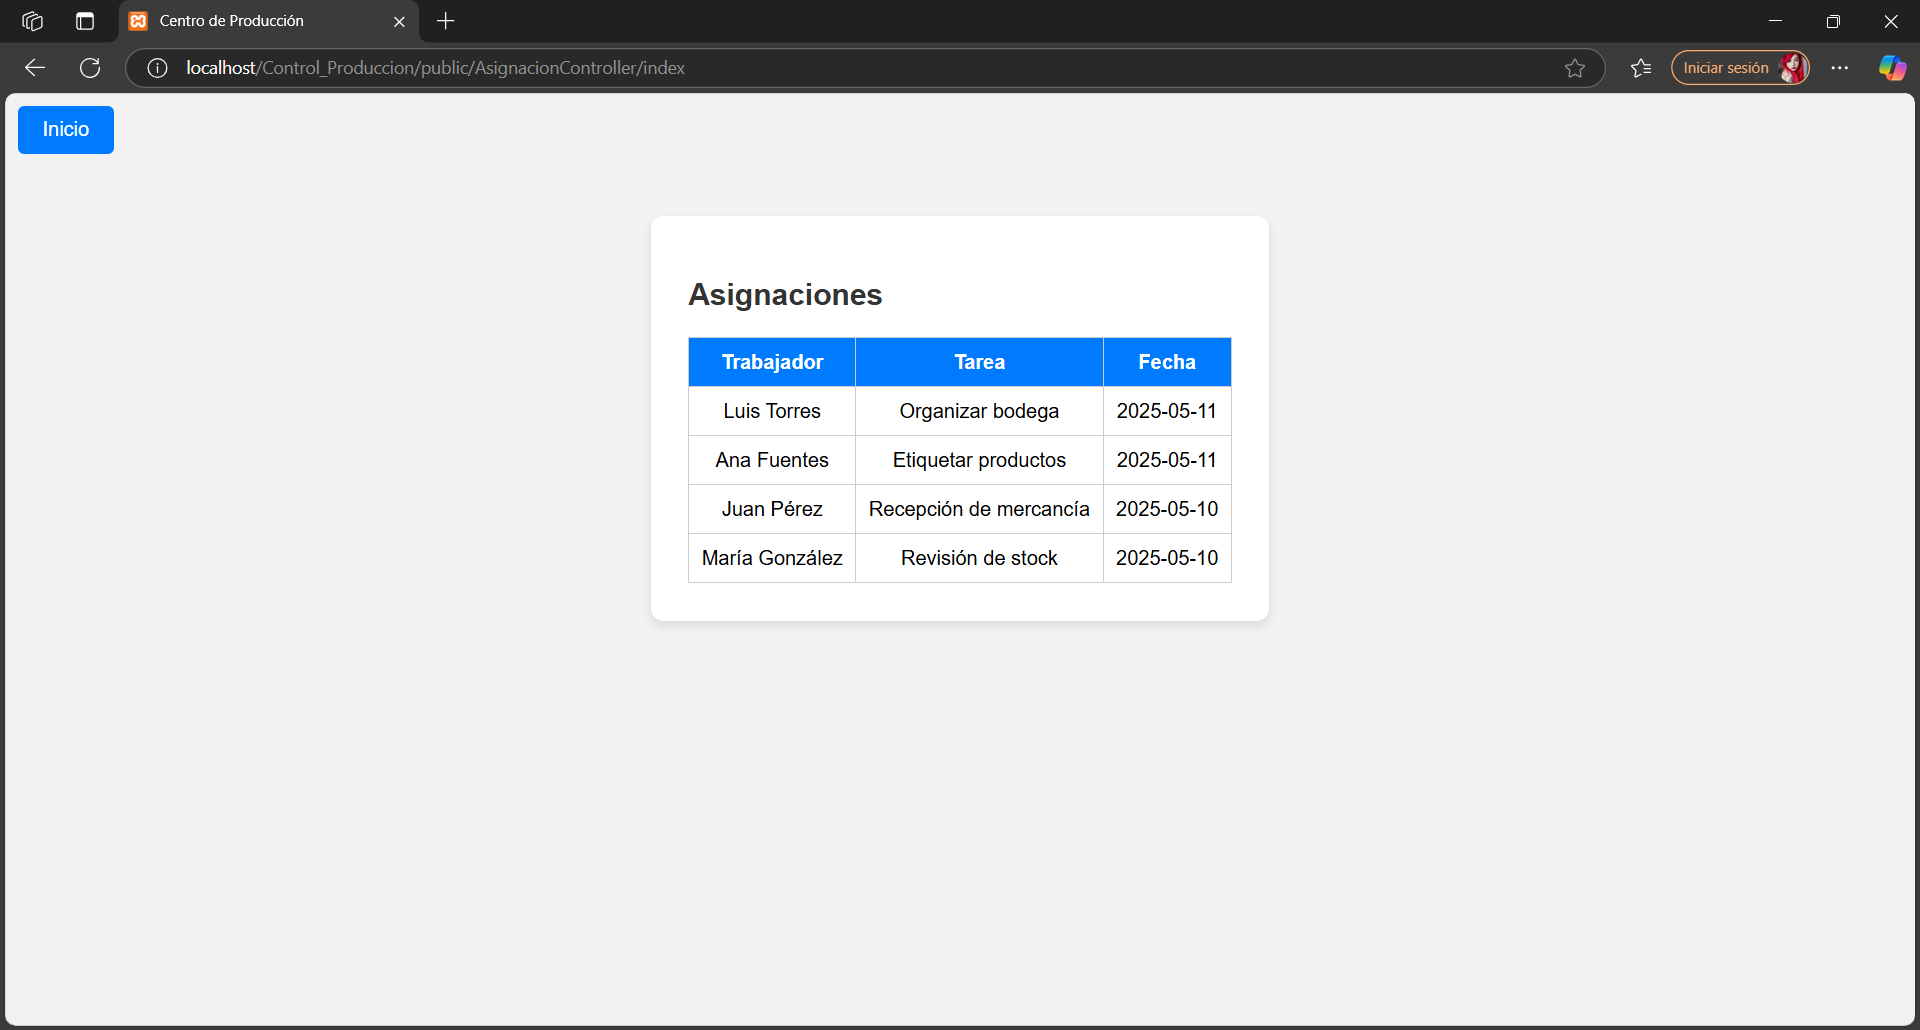 Centro de Producción
localhost/Control_Produccion/public/AsignacionController/index
Iniciar sesión
Inicio
Asignaciones
Trabajador Tarea Fecha
Luis Torres Organizar bodega 2025-05-11
Ana Fuentes Etiquetar productos 2025-05-11
Juan Pérez Recepción de mercancía 2025-05-10
María González Revisión de stock 2025-05-10